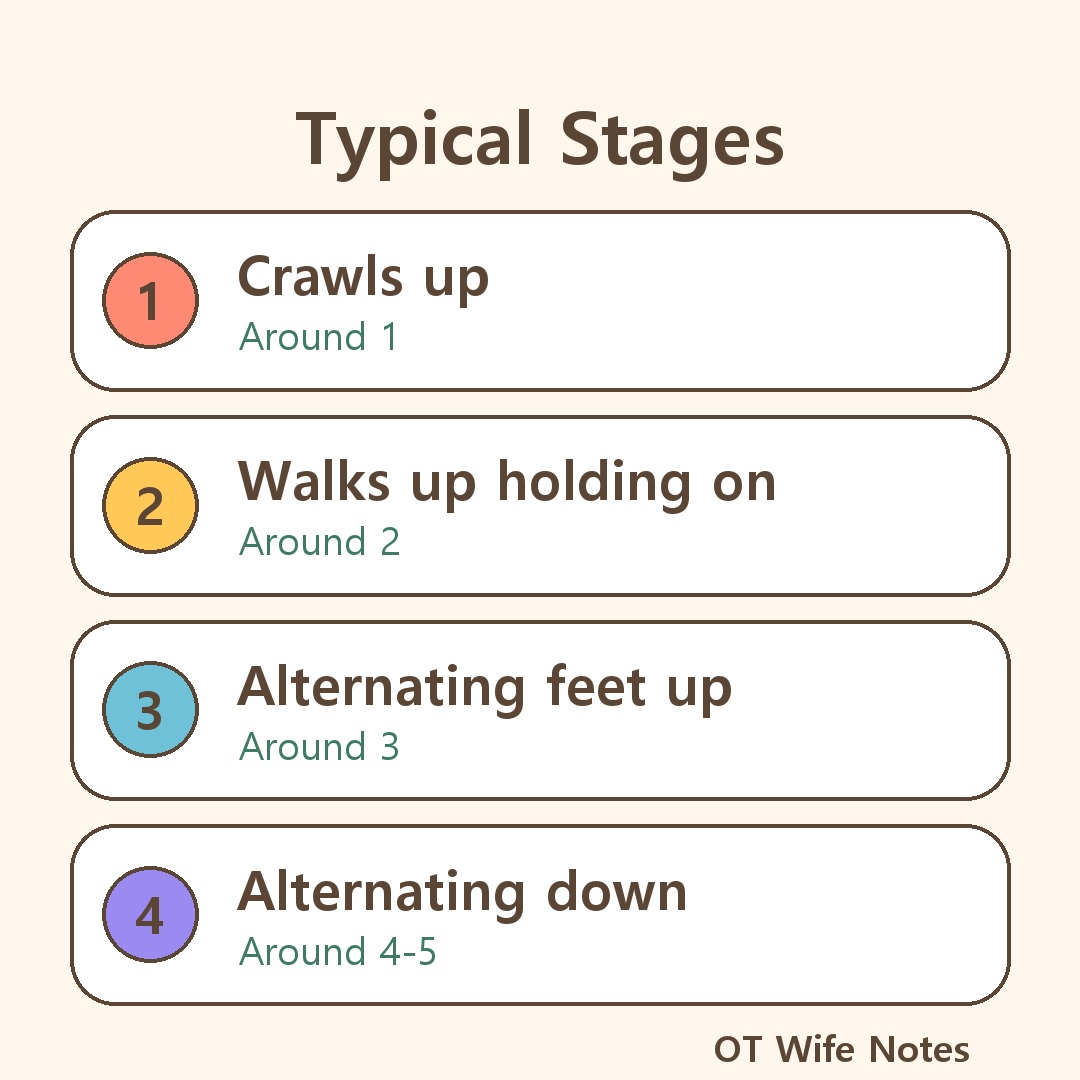 Typical Stages
1
Crawls up
Around 1
2
Walks up holding on
Around 2
3
Alternating feet up
Around 3
4
Alternating down
Around 4-5
OT Wife Notes